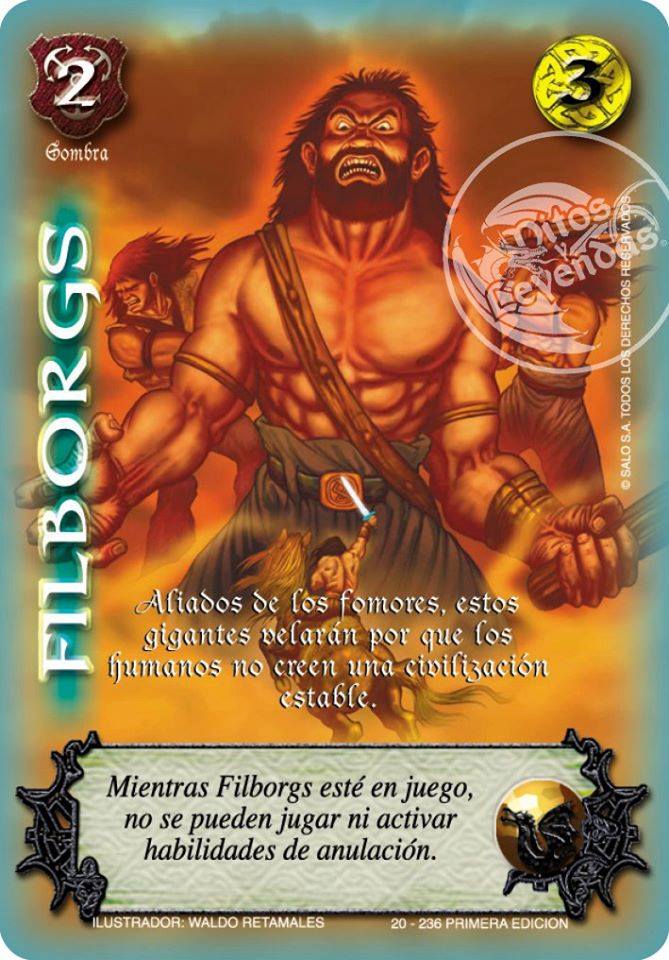 2
3
Sombra
Mitos
Leyendas
FILBORGS
© SALO S.A. TODOS LOS DERECHOS RESERVADOS
Aliados de los fomores, estos
gigantes velarán por que los
humanos no creen una civilización
estable.
Mientras Filborgs esté en juego,
no se pueden jugar ni activar
habilidades de anulación.
ILUSTRADOR: WALDO RETAMALES
20 - 236 PRIMERA EDICION